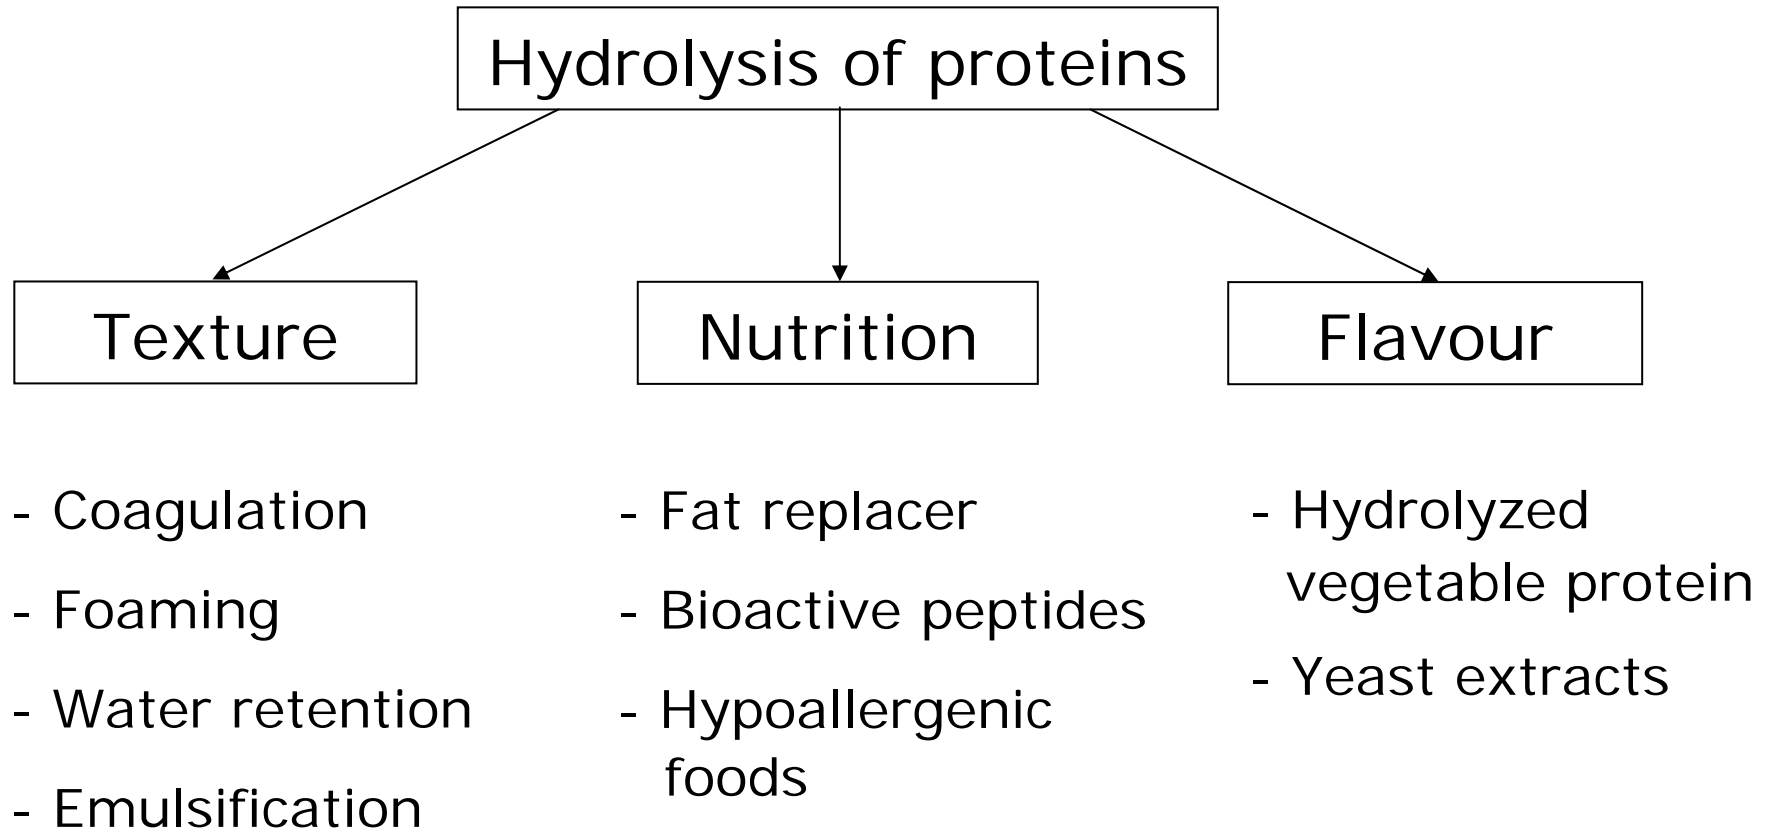 Hydrolysis of proteins
Texture
Nutrition
Flavour
- Coagulation
- Foaming
- Water retention
- Emulsification
- Fat replacer
- Bioactive peptides
- Hypoallergenic
foods
- Hydrolyzed
vegetable protein
- Yeast extracts